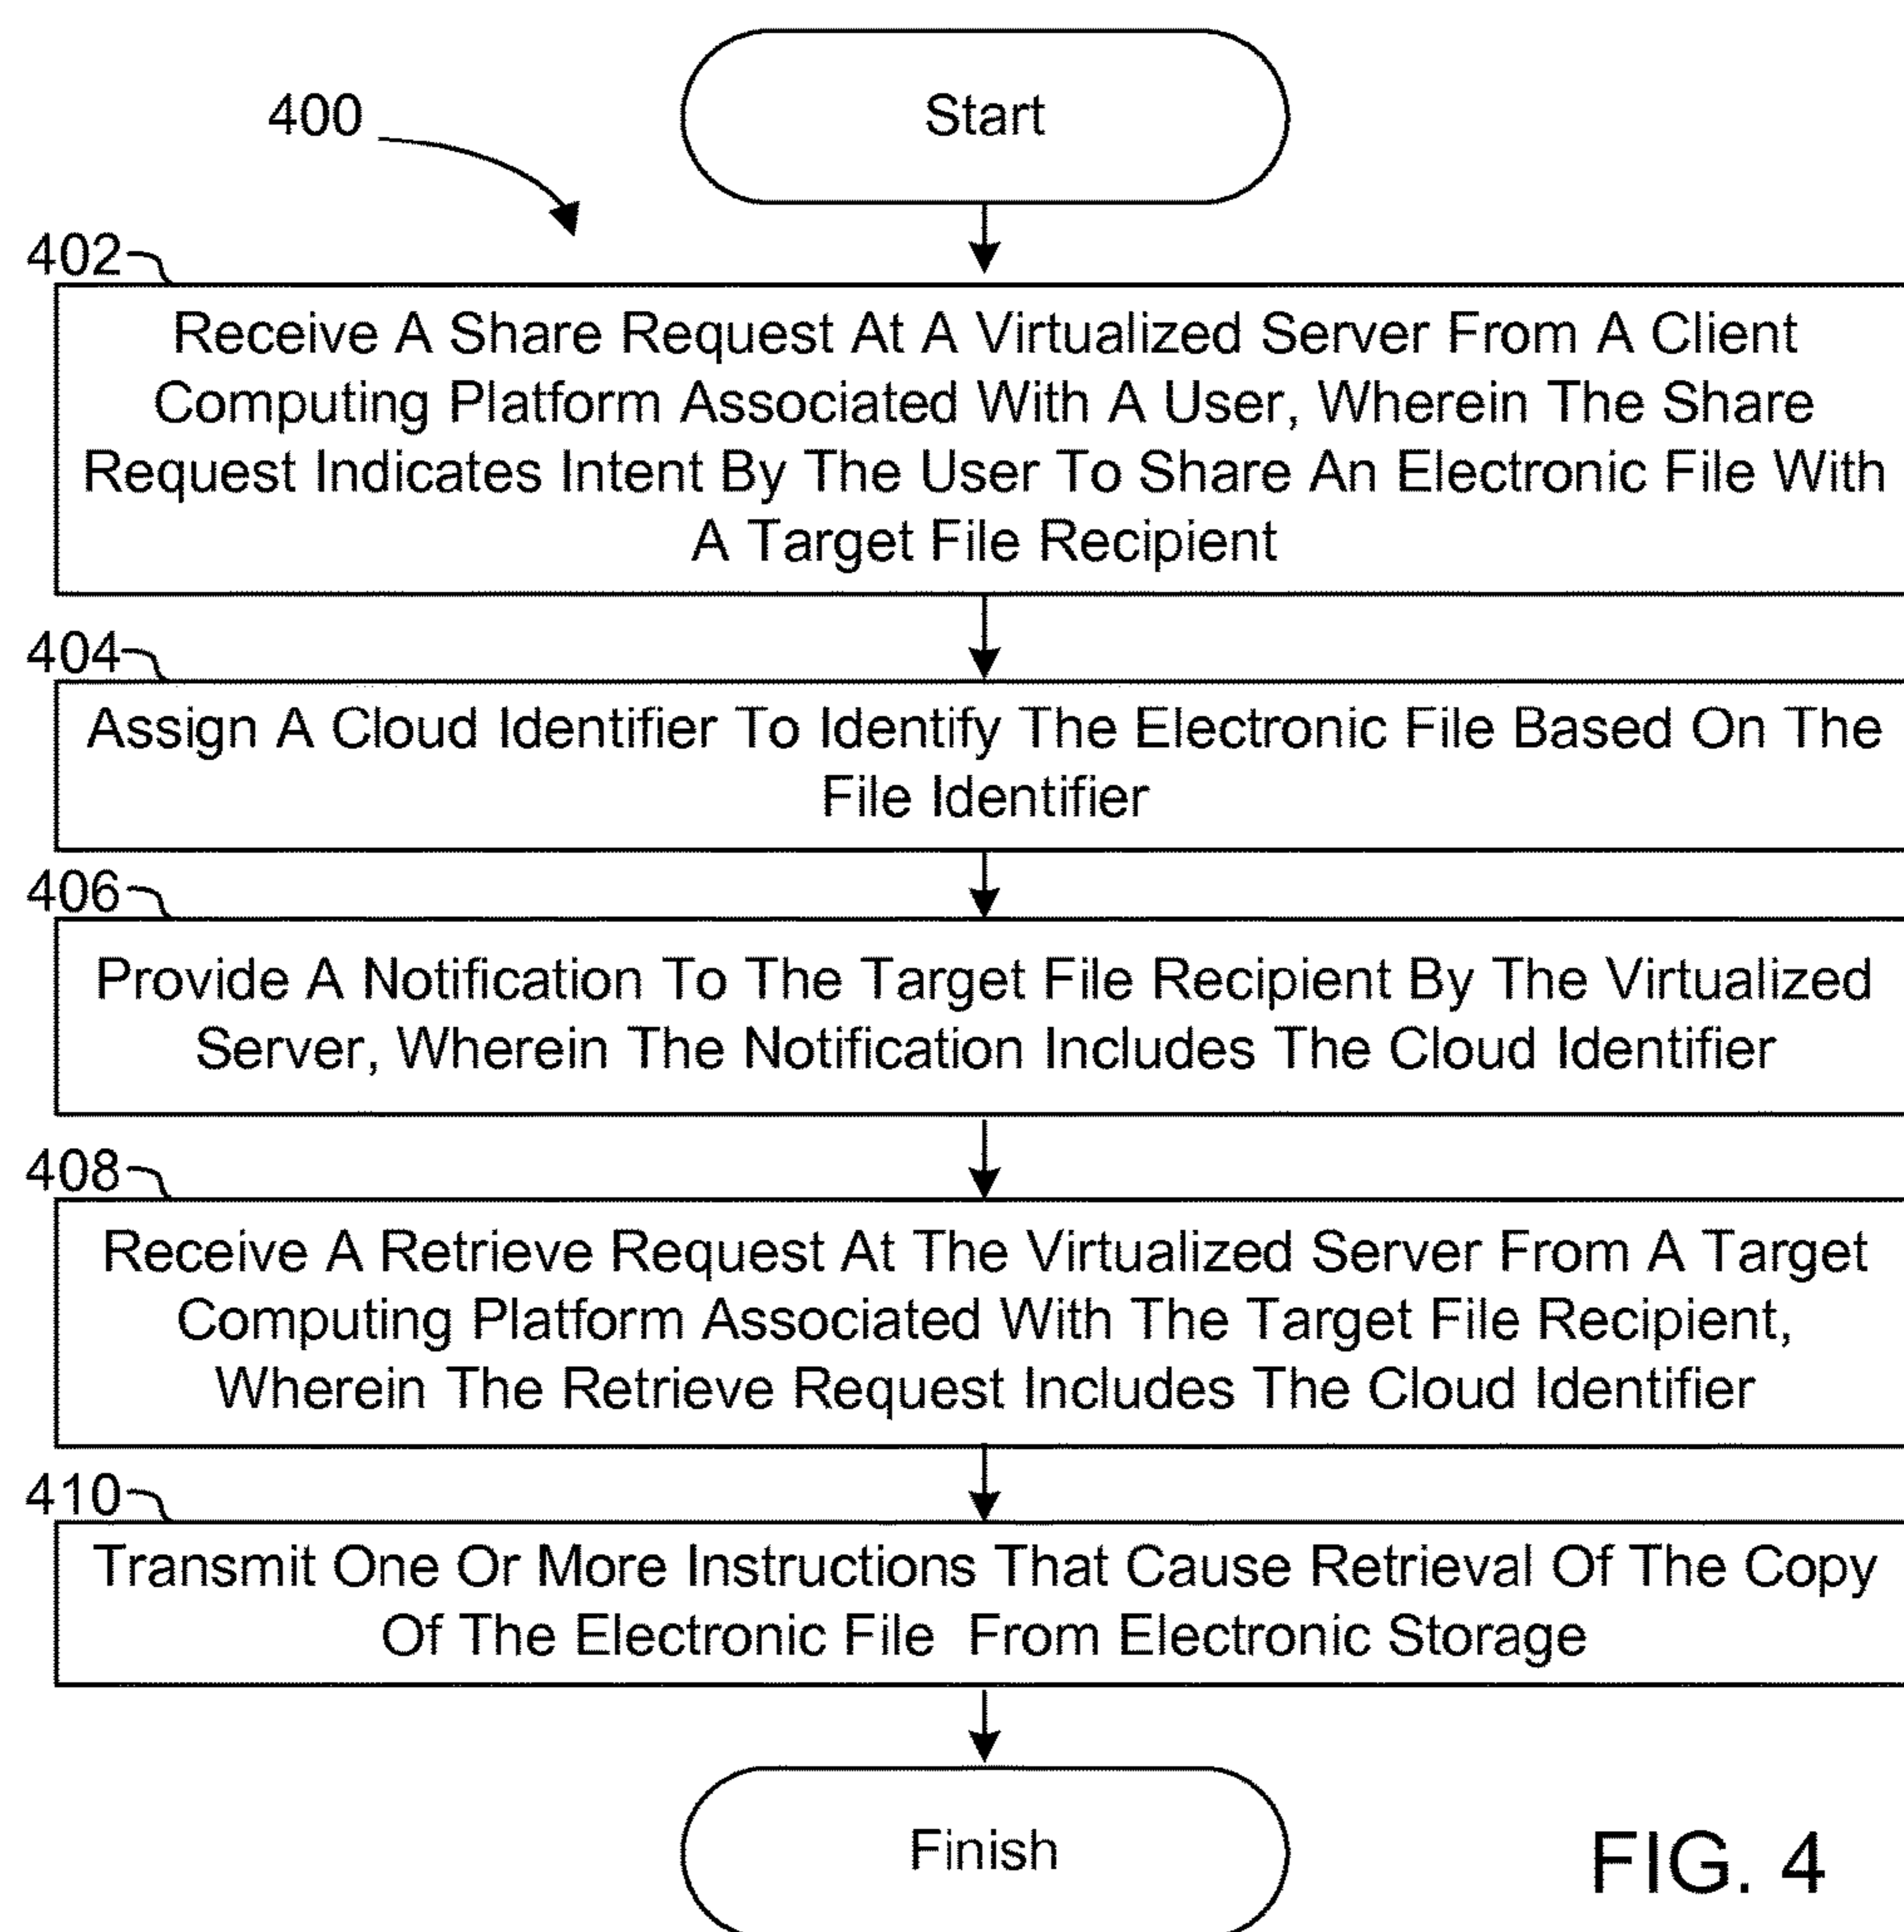 Start
400
402
Receive A Share Request At A Virtualized Server From A Client
Computing Platform Associated With A User, Wherein The Share
Request Indicates Intent By The User To Share An Electronic File With
A Target File Recipient
404
Assign A Cloud Identifier To Identify The Electronic File Based On The
File Identifier
406
Provide A Notification To The Target File Recipient By The Virtualized
Server, Wherein The Notification Includes The Cloud Identifier
408
Receive A Retrieve Request At The Virtualized Server From A Target
Computing Platform Associated With The Target File Recipient,
Wherein The Retrieve Request Includes The Cloud Identifier
410
Transmit One Or More Instructions That Cause Retrieval Of The Copy
Of The Electronic File From Electronic Storage
Finish
FIG. 4